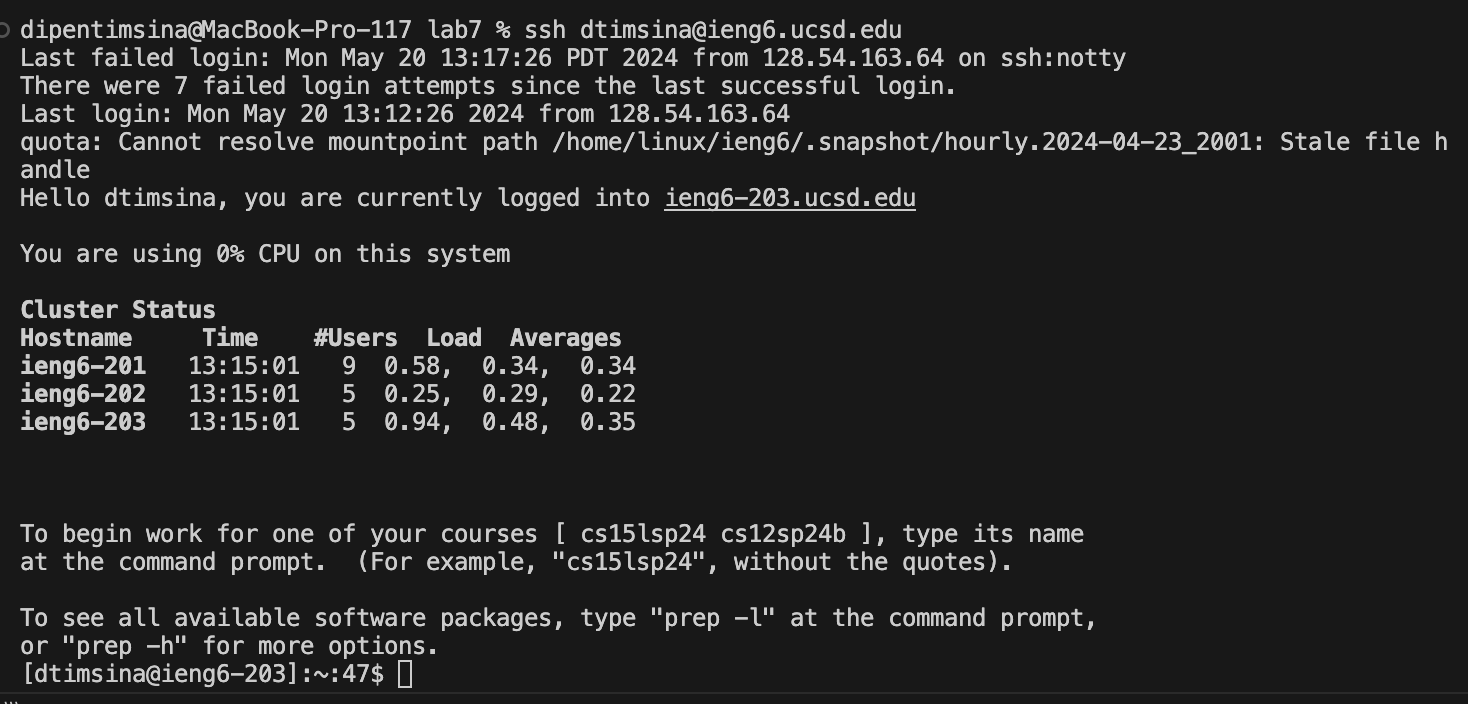 dipentimsina@MacBook-Pro-117 lab7 % ssh dtimsina@ieng6.ucsd.edu
Last failed login: Mon May 20 13:17:26 PDT 2024 from 128.54.163.64 on ssh:notty
There were 7 failed login attempts since the last successful login.
Last login: Mon May 20 13:12:26 2024 from 128.54.163.64
quota: Cannot resolve mountpoint path /home/linux/ieng6/.snapshot/hourly.2024-04-23_2001: Stale file h
andle
Hello dtimsina, you are currently logged into ieng6-203.ucsd.edu
You are using 0% CPU on this system
Cluster Status
Hostname     Time    #Users  Load  Averages
ieng6-201   13:15:01   9  0.58,  0.34,  0.34
ieng6-202   13:15:01   5  0.25,  0.29,  0.22
ieng6-203   13:15:01   5  0.94,  0.48,  0.35
To begin work for one of your courses [ cs15lsp24 cs12sp24b ], type its name
at the command prompt.  (For example, "cs15lsp24", without the quotes).
To see all available software packages, type "prep -l" at the command prompt,
or "prep -h" for more options.
[dtimsina@ieng6-203]:~:47$